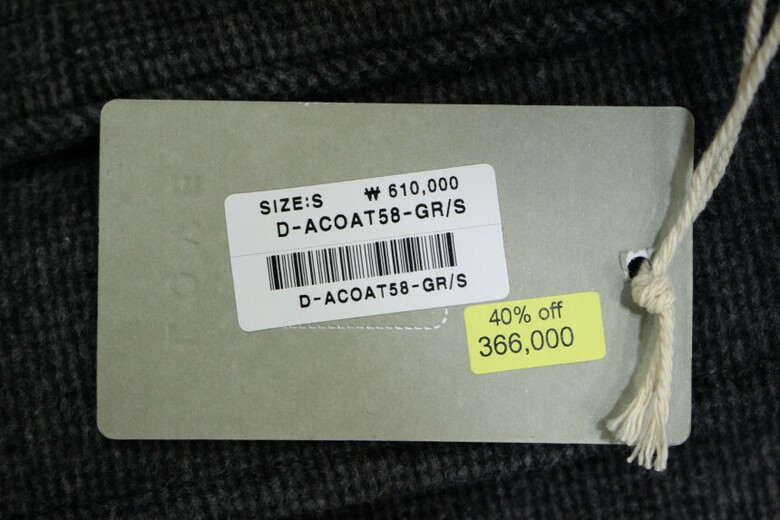 SIZE:S ₩ 610,000
D-ACOAT58-GR/S
D-ACOAT58-GR/S
40% off
366,000